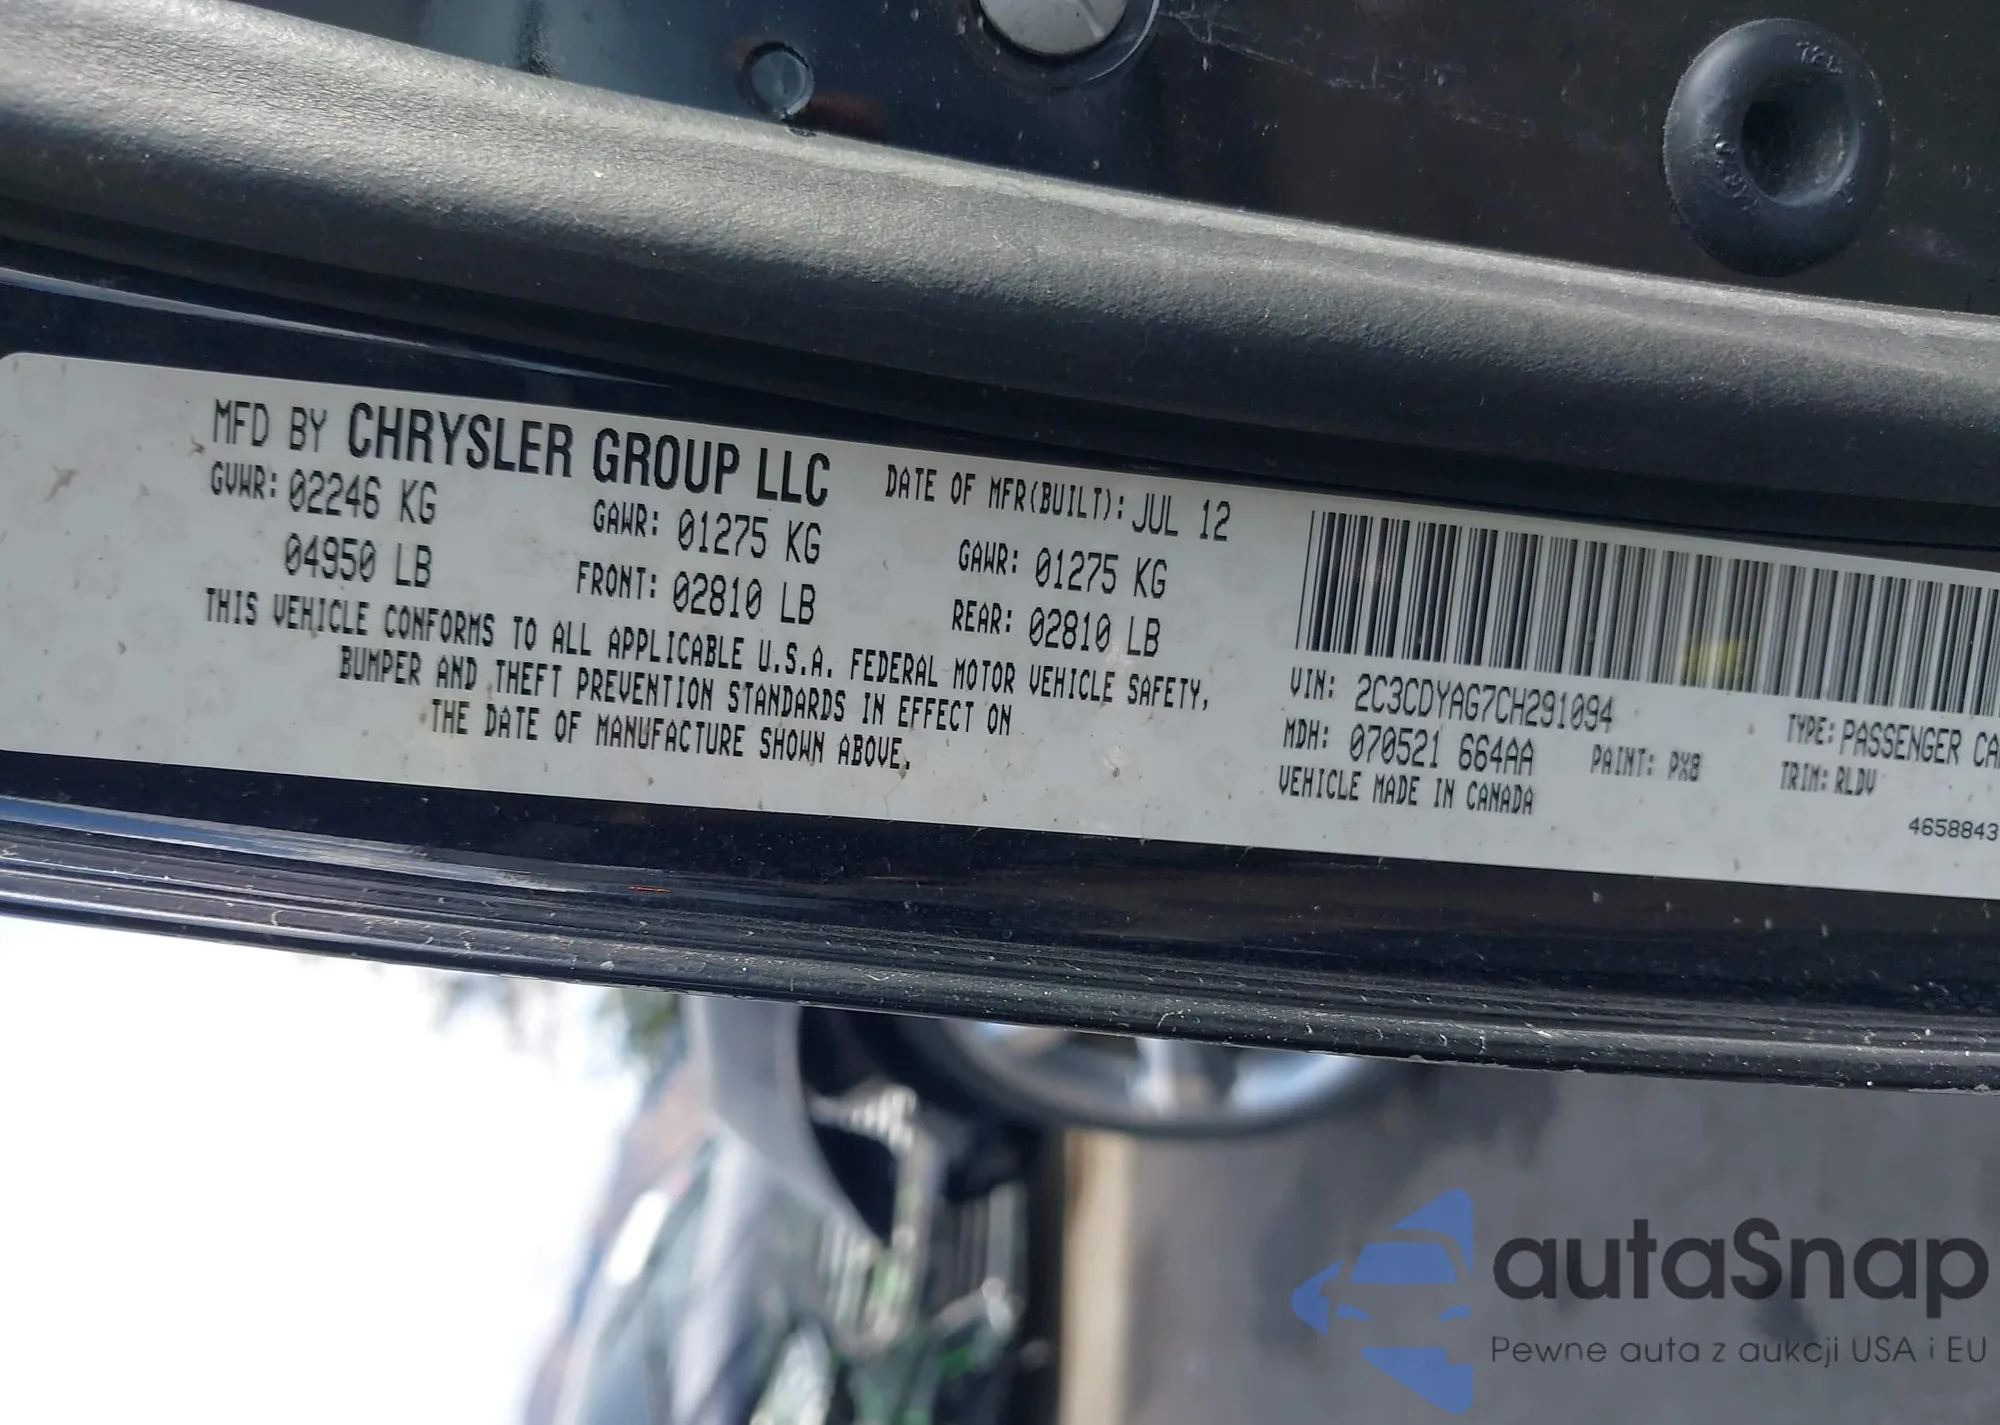 MFD BY CHRYSLER GROUP LLC DATE OF MFR(BUILT): JUL 12
GVWR: 02246 KG GAWR: 01275 KG GAWR: 01275 KG
04950 LB FRONT: 02810 LB REAR: 02810 LB
THIS VEHICLE CONFORMS TO ALL APPLICABLE U.S.A. FEDERAL MOTOR VEHICLE SAFETY,
BUMPER AND THEFT PREVENTION STANDARDS IN EFFECT ON
THE DATE OF MANUFACTURE SHOWN ABOVE.
VIN: 2C3CDYAG7CH291094 TYPE: PASSENGER CA
MDH: 070521 664AA PAINT: PX8 TRIM: RLDV
VEHICLE MADE IN CANADA
4658843
autaSnap
Pewne auta z aukcji USA i EU